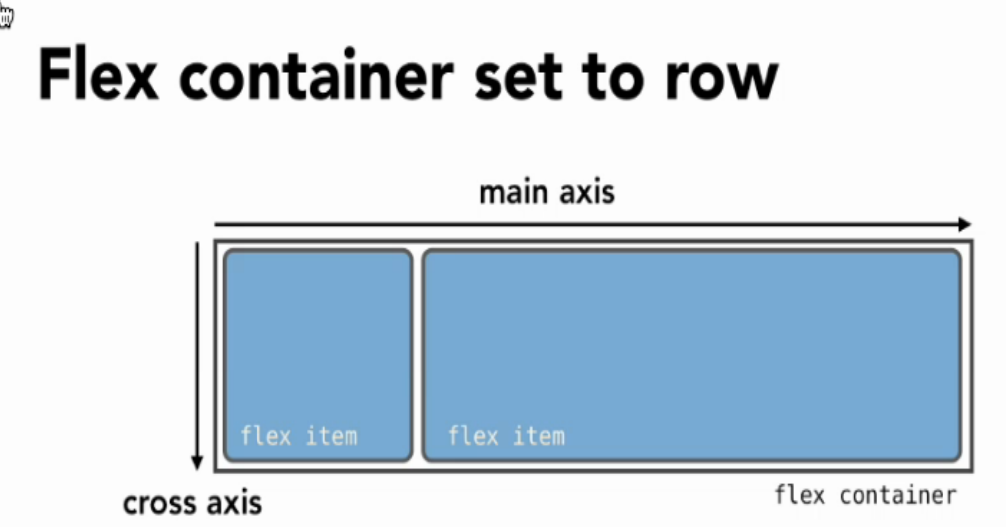 Flex container set to row
main axis
flex item
flex item
cross axis
flex container